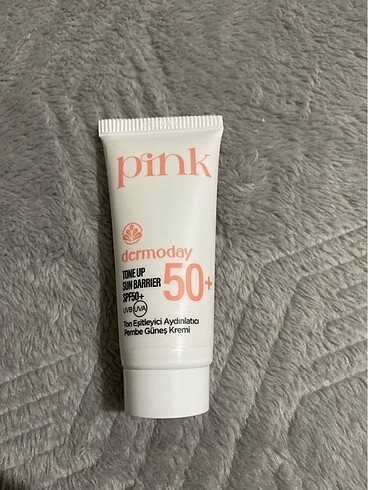 pink
dermoday
TONE UP
SUN BARRIER
SPF50+
50+
UVB UVA
Ton Eşitleyici Aydınlatıcı
Pembe Güneş Kremi